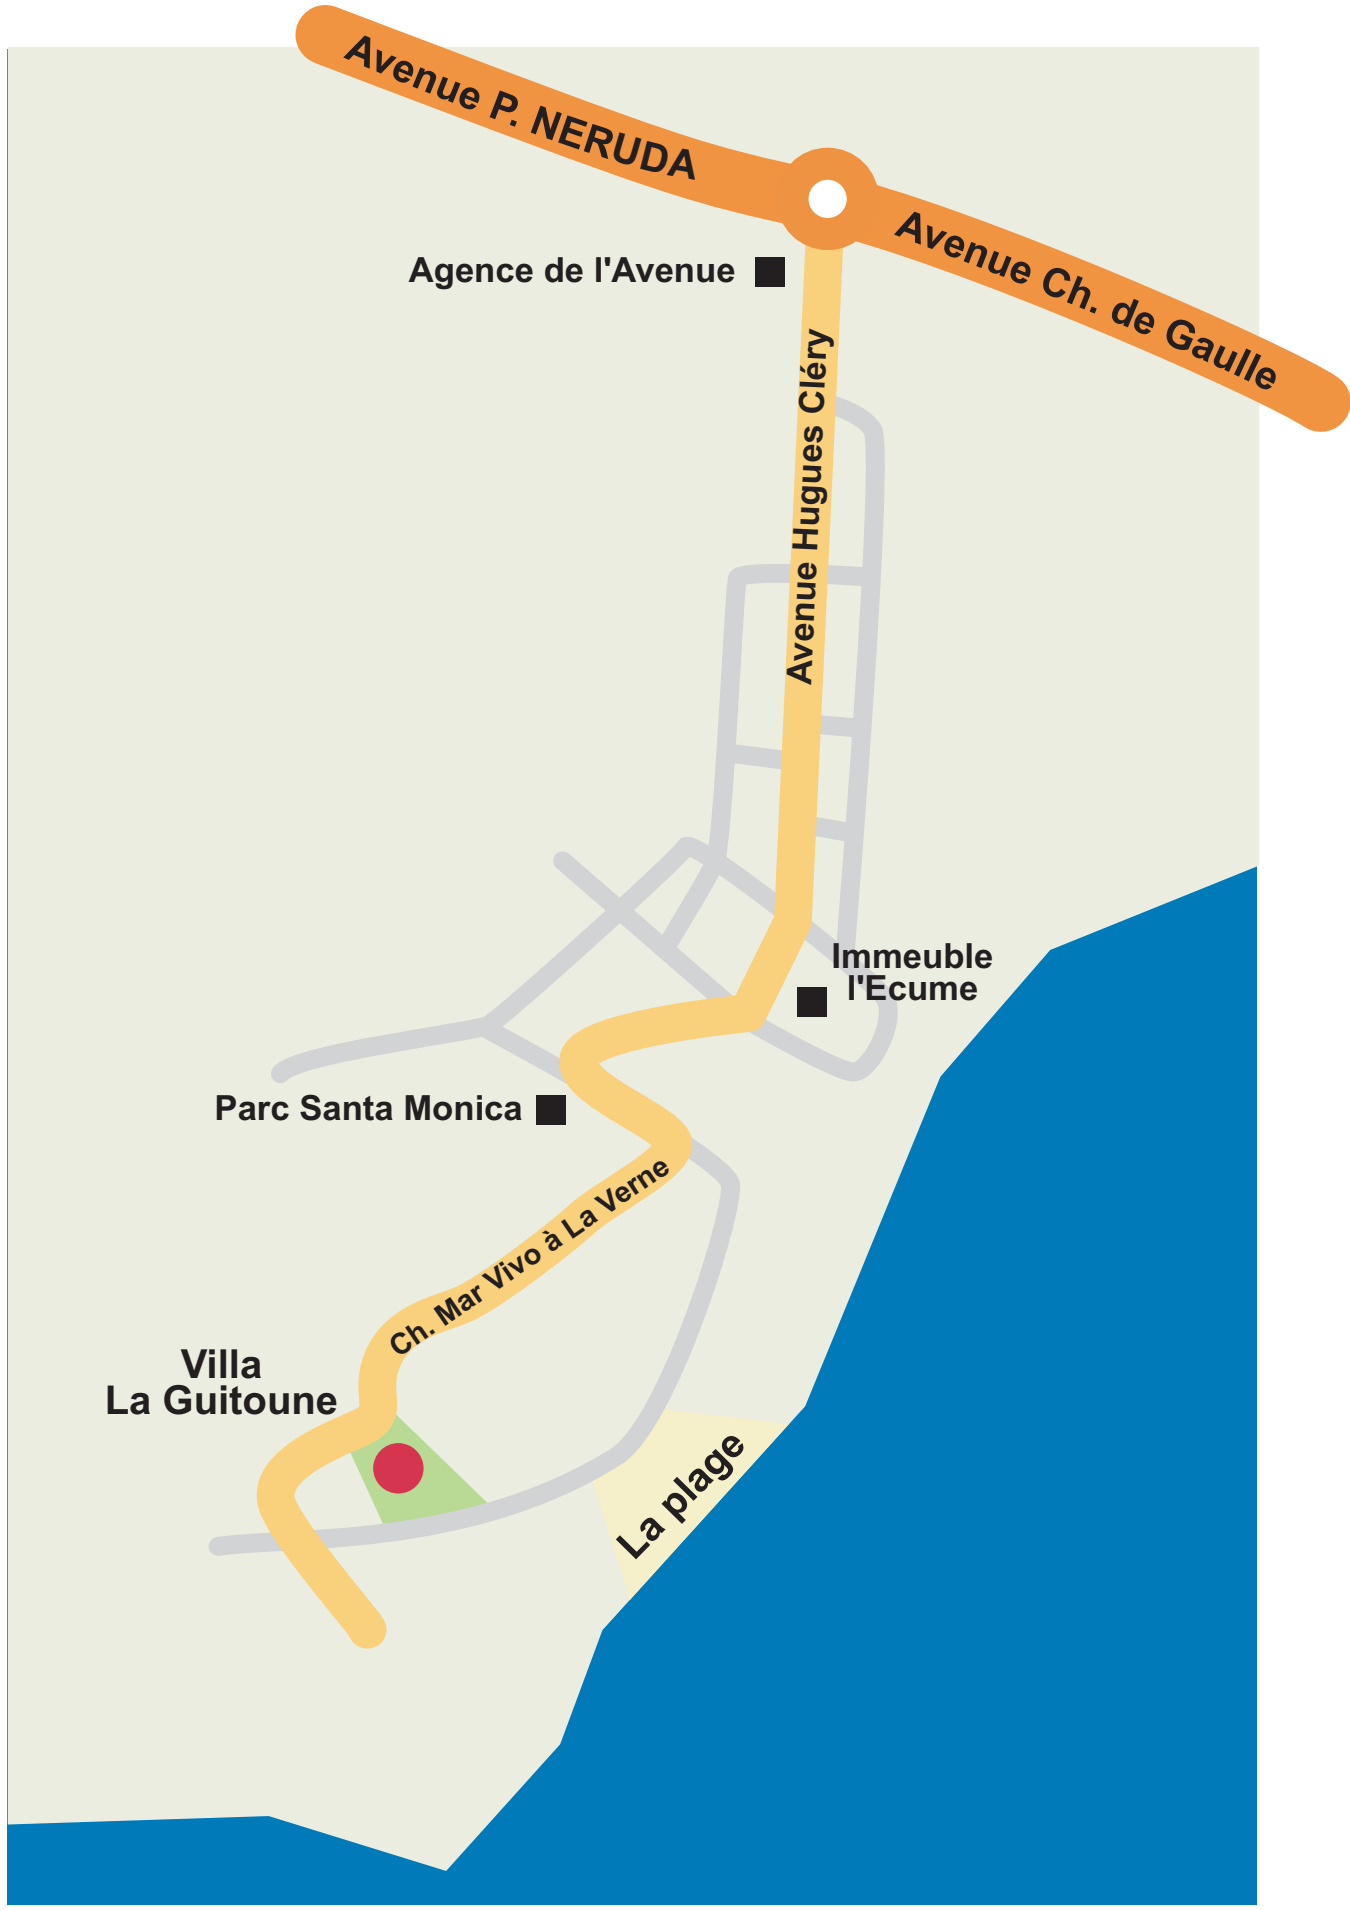 Avenue P. NERUDA
Avenue Ch. de Gaulle
Agence de l'Avenue
Avenue Hugues Cléry
Immeuble
l'Ecume
Parc Santa Monica
Ch. Mar Vivo à La Verne
Villa
La Guitoune
La plage